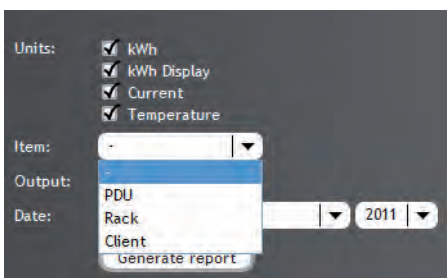 Units: kWh
kWh Display
Current
Temperature
Item: -
-
Output: PDU
Date: Rack 2011
Client
Generate report